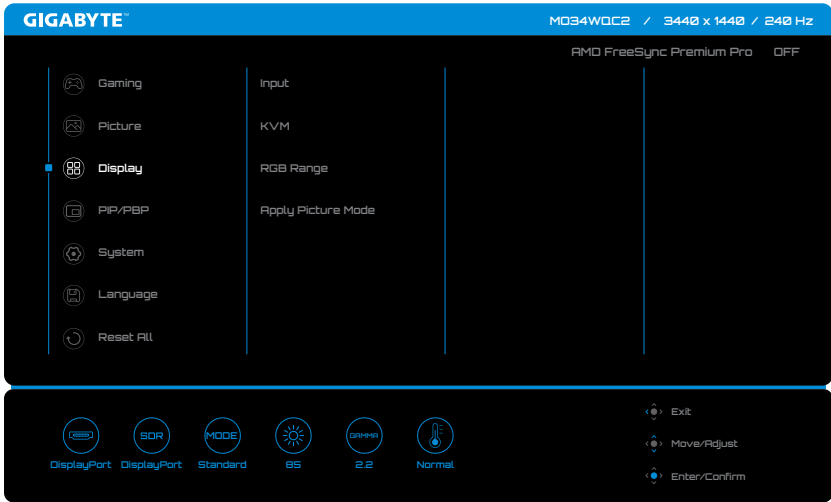 GIGABYTE™
MO34WQC2 / 3440 x 1440 / 240 Hz
AMD FreeSync Premium Pro OFF
Gaming
Input
Picture
KVM
Display
RGB Range
PIP/PBP
Apply Picture Mode
System
Language
Reset All
SDR
MODE
GAMMA
DisplayPort
DisplayPort
Standard
85
2.2
Normal
Exit
Move/Adjust
Enter/Confirm